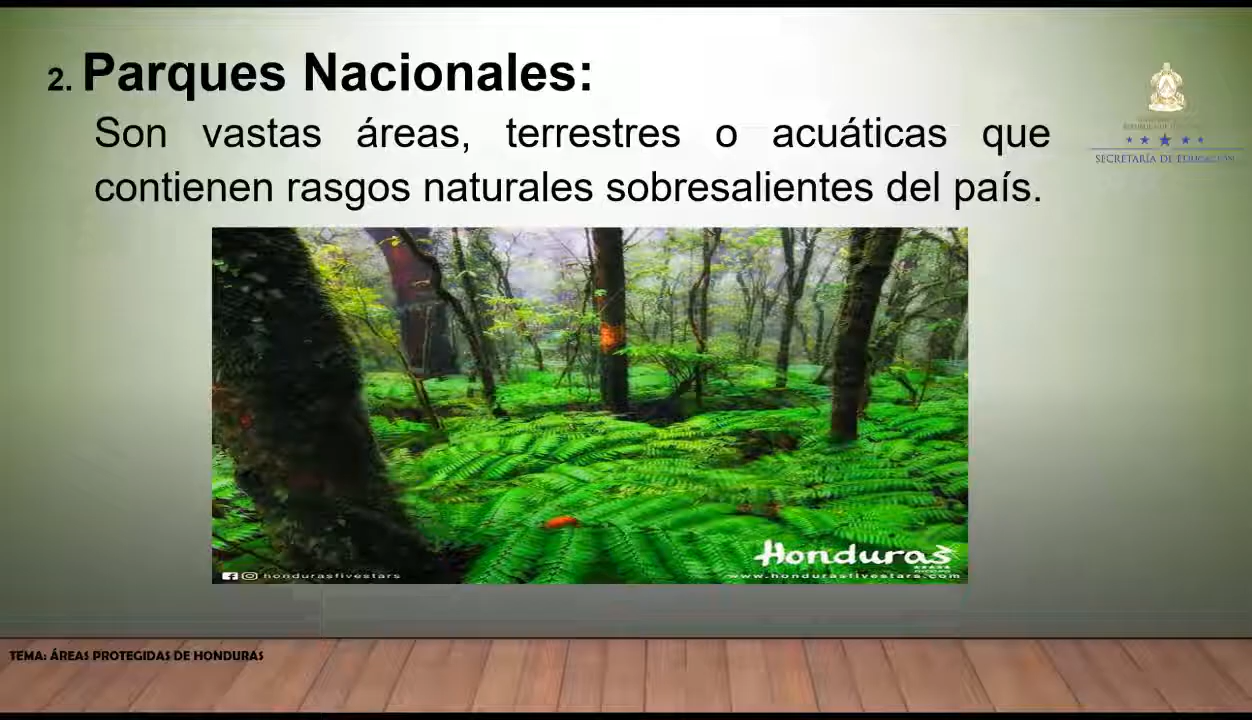 2. Parques Nacionales:
Son vastas áreas, terrestres o acuáticas que
contienen rasgos naturales sobresalientes del país.
SECRETARÍA DE EDUCACIÓN
Honduras
hondurasfivestars
www.hondurasfivestars.com
TEMA: ÁREAS PROTEGIDAS DE HONDURAS